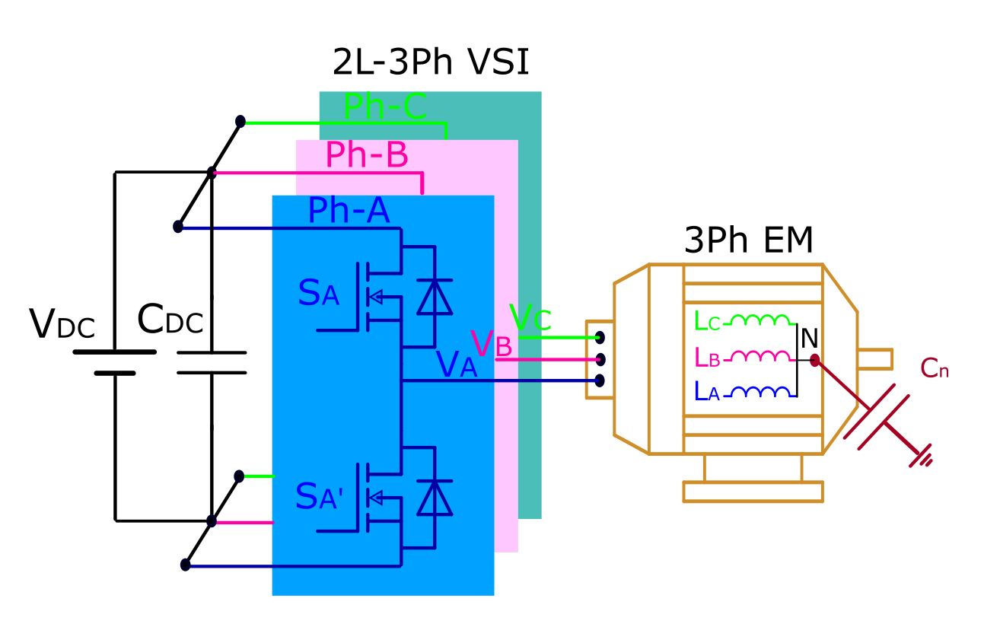 2L-3Ph VSI
Ph-C
Ph-B
Ph-A
3Ph EM
SA
VDC
CDC
VC
VB
VA
LC
LB
LA
N
Cn
SA'